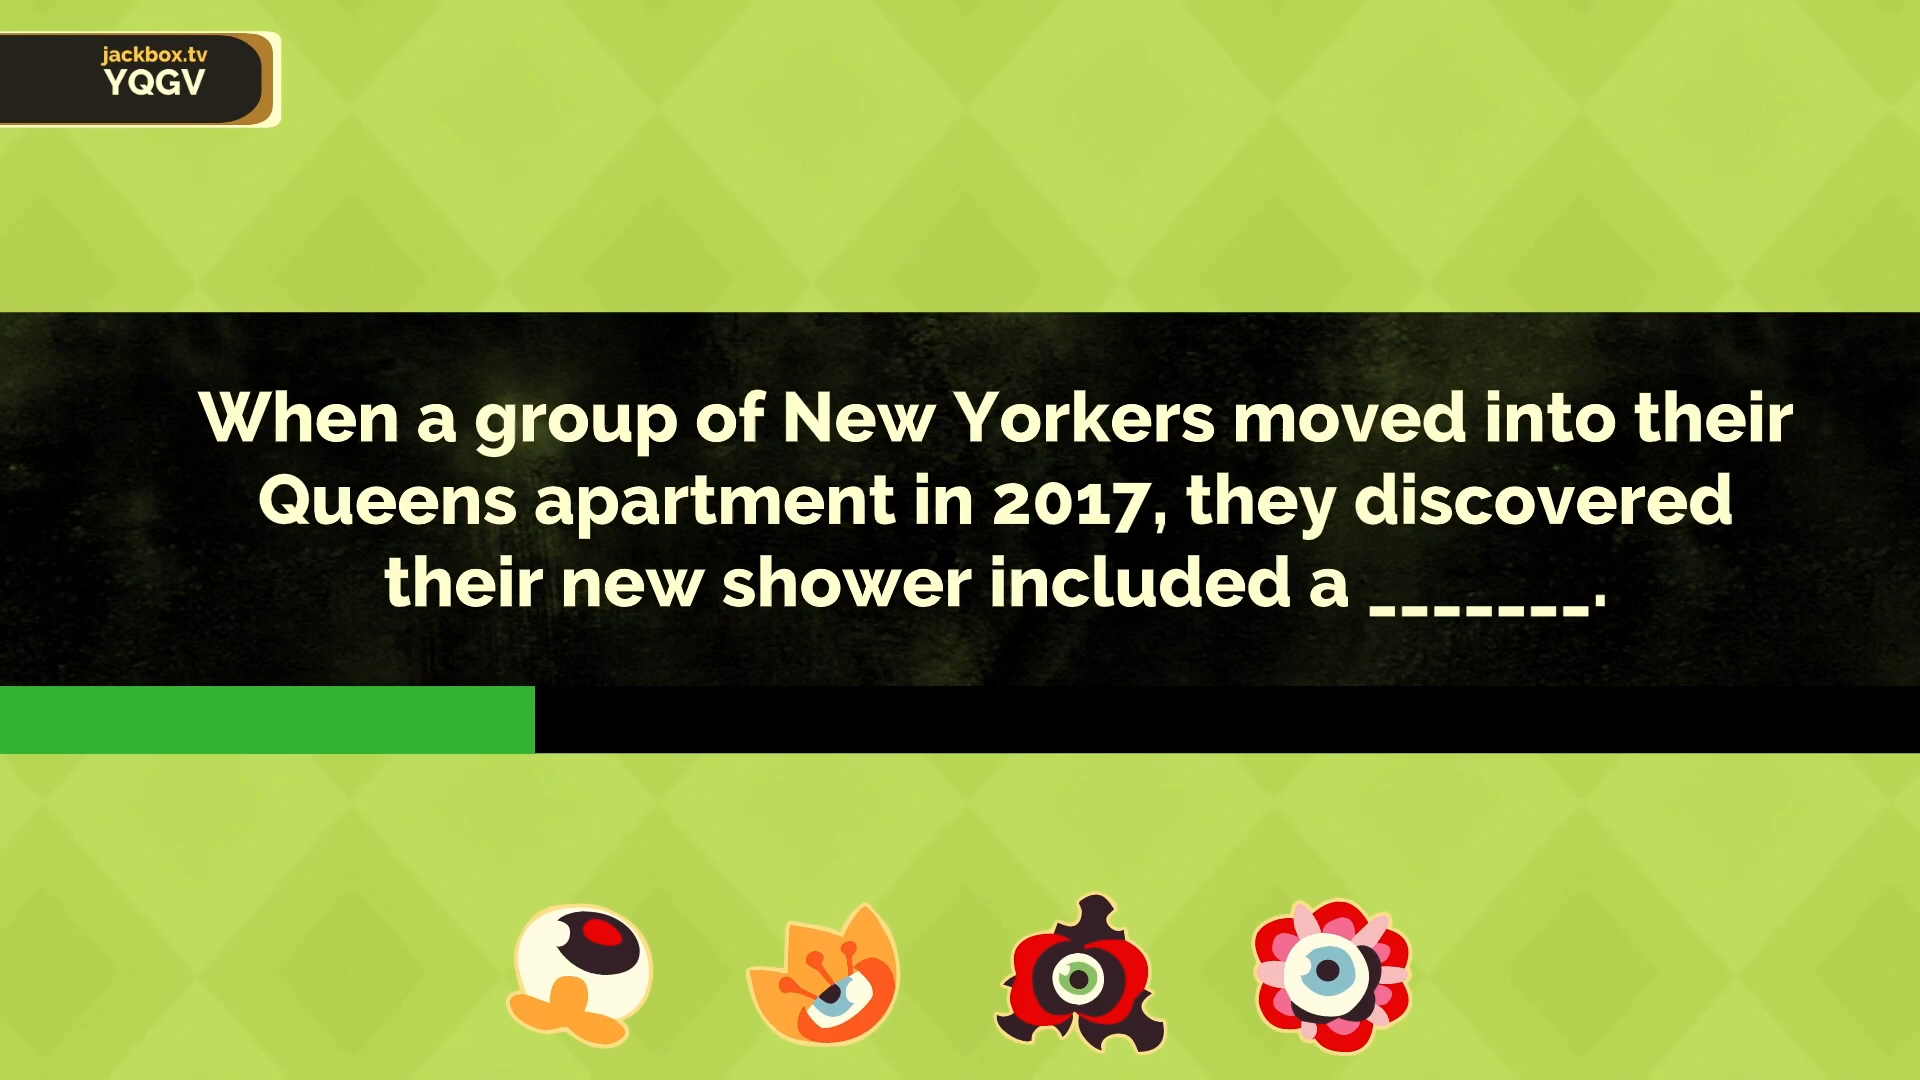 jackbox.tv
YQGV
When a group of New Yorkers moved into their
Queens apartment in 2017, they discovered
their new shower included a _______.